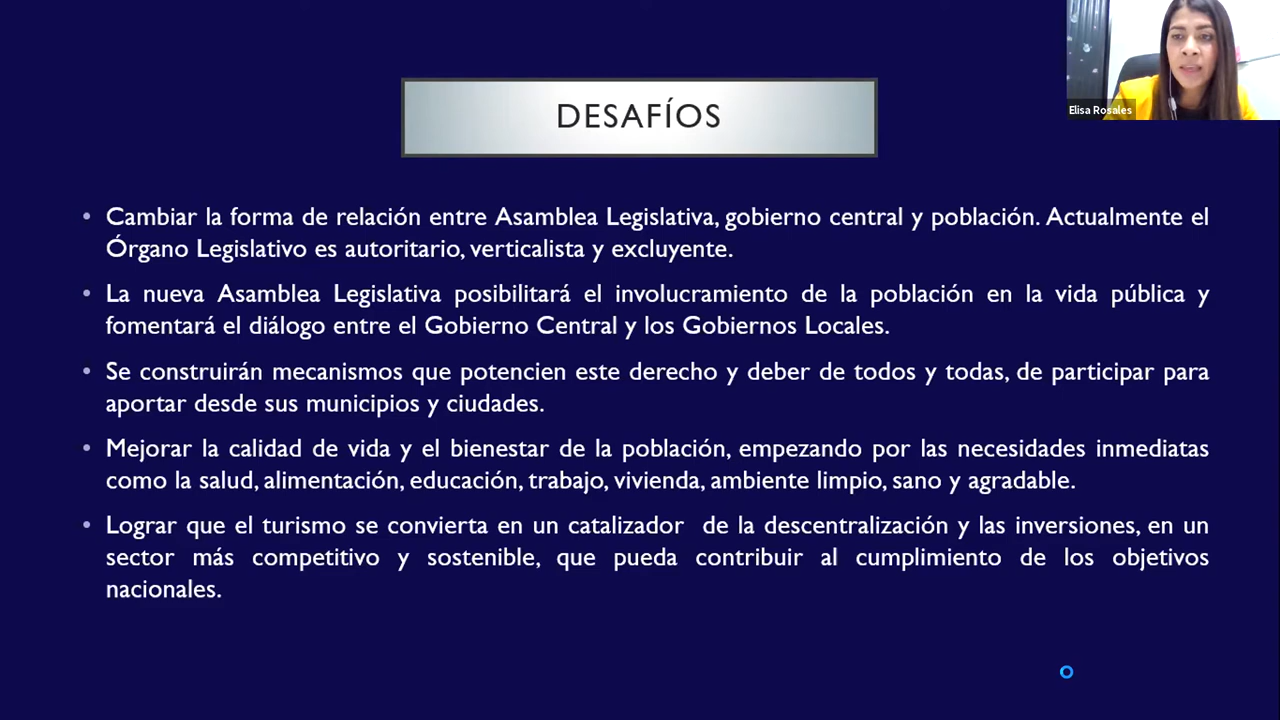 Elisa Rosales
DESAFÍOS
• Cambiar la forma de relación entre Asamblea Legislativa, gobierno central y población. Actualmente el
Órgano Legislativo es autoritario, verticalista y excluyente.
• La nueva Asamblea Legislativa posibilitará el involucramiento de la población en la vida pública y
fomentará el diálogo entre el Gobierno Central y los Gobiernos Locales.
• Se construirán mecanismos que potencien este derecho y deber de todos y todas, de participar para
aportar desde sus municipios y ciudades.
• Mejorar la calidad de vida y el bienestar de la población, empezando por las necesidades inmediatas
como la salud, alimentación, educación, trabajo, vivienda, ambiente limpio, sano y agradable.
• Lograr que el turismo se convierta en un catalizador de la descentralización y las inversiones, en un
sector más competitivo y sostenible, que pueda contribuir al cumplimiento de los objetivos
nacionales.